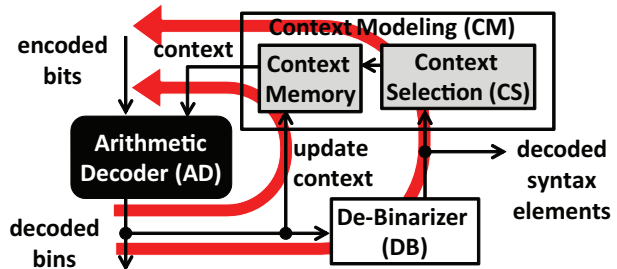 Context Modeling (CM)
encoded
bits
context
Context
Memory
Context
Selection (CS)
Arithmetic
Decoder (AD)
update
context
decoded
syntax
elements
De-Binarizer
(DB)
decoded
bins